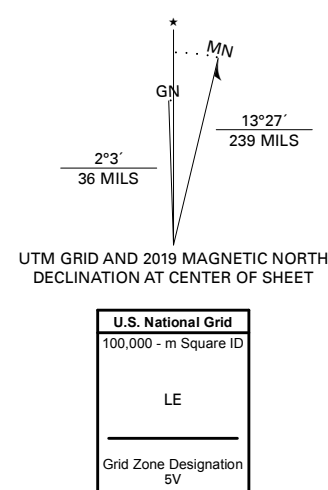 ★
MN
GN
13°27´
239 MILS
2°3´
36 MILS
UTM GRID AND 2019 MAGNETIC NORTH
DECLINATION AT CENTER OF SHEET
U.S. National Grid
100,000 - m Square ID
LE
Grid Zone Designation
5V